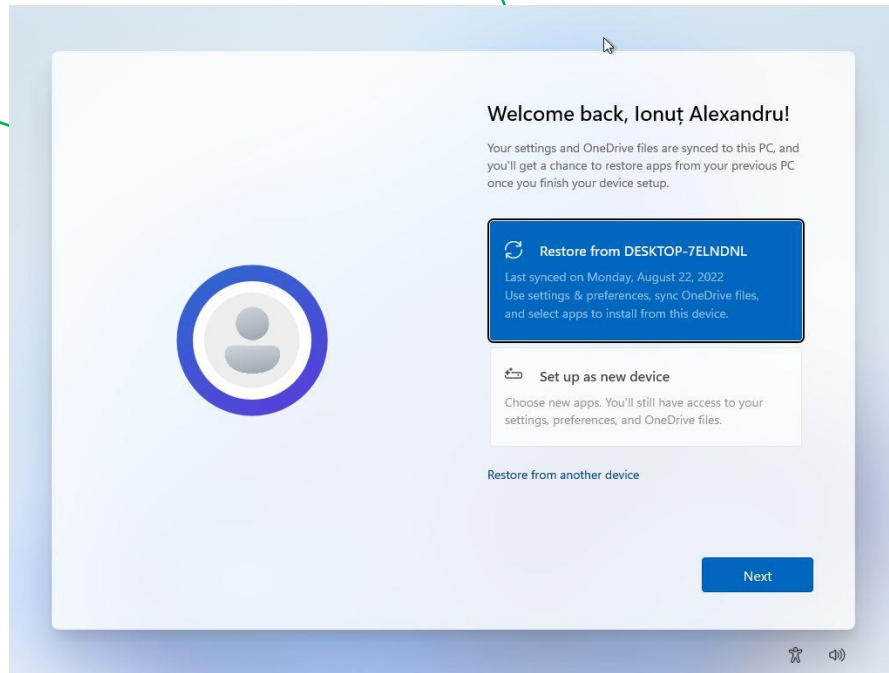 Welcome back, Ionuț Alexandru!
Your settings and OneDrive files are synced to this PC, and
you'll get a chance to restore apps from your previous PC
once you finish your device setup.
Restore from DESKTOP-7ELNDNL
Last synced on Monday, August 22, 2022
Use settings & preferences, sync OneDrive files,
and select apps to install from this device.
Set up as new device
Choose new apps. You'll still have access to your
settings, preferences, and OneDrive files.
Restore from another device
Next